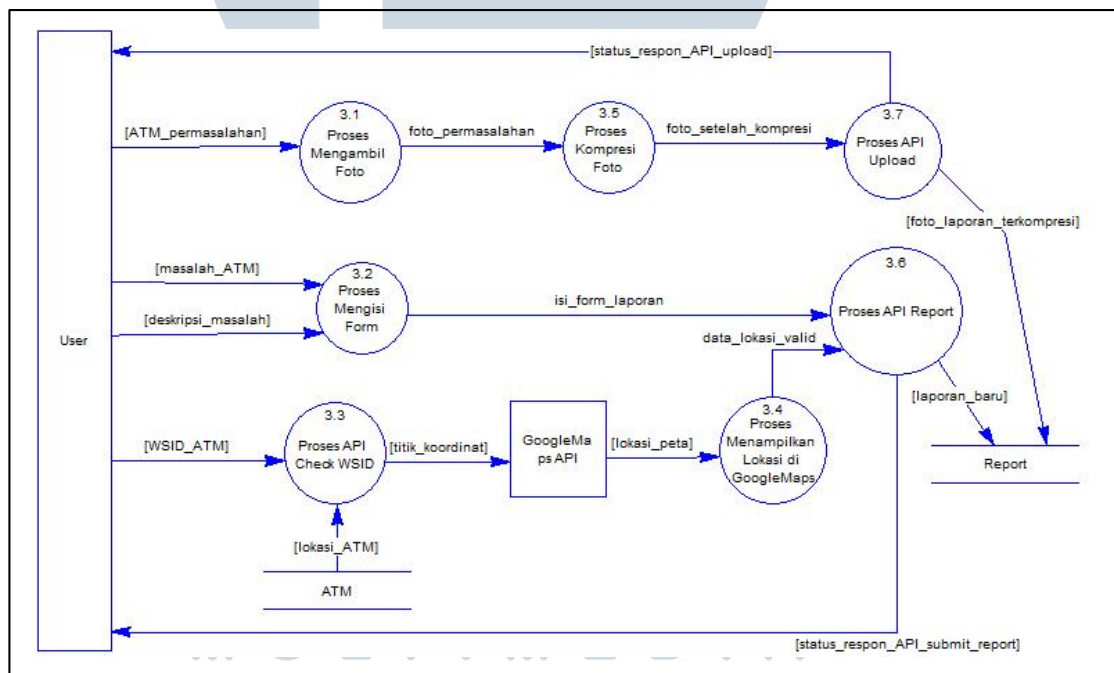 [status_respon_API_upload]
3.1
Proses
Mengambil
Foto
3.5
Proses
Kompresi
Foto
3.7
Proses API
Upload
[ATM_permasalahan]
foto_permasalahan
foto_setelah_kompresi
[foto_laporan_terkompresi]
[masalah_ATM]
[deskripsi_masalah]
3.2
Proses
Mengisi
Form
isi_form_laporan
3.6
Proses API Report
User
data_lokasi_valid
[laporan_baru]
[WSID_ATM]
3.3
Proses API
Check WSID
[titik_koordinat]
GoogleMa
ps API
[lokasi_peta]
3.4
Proses
Menampilkan
Lokasi di
GoogleMaps
Report
[lokasi_ATM]
ATM
[status_respon_API_submit_report]